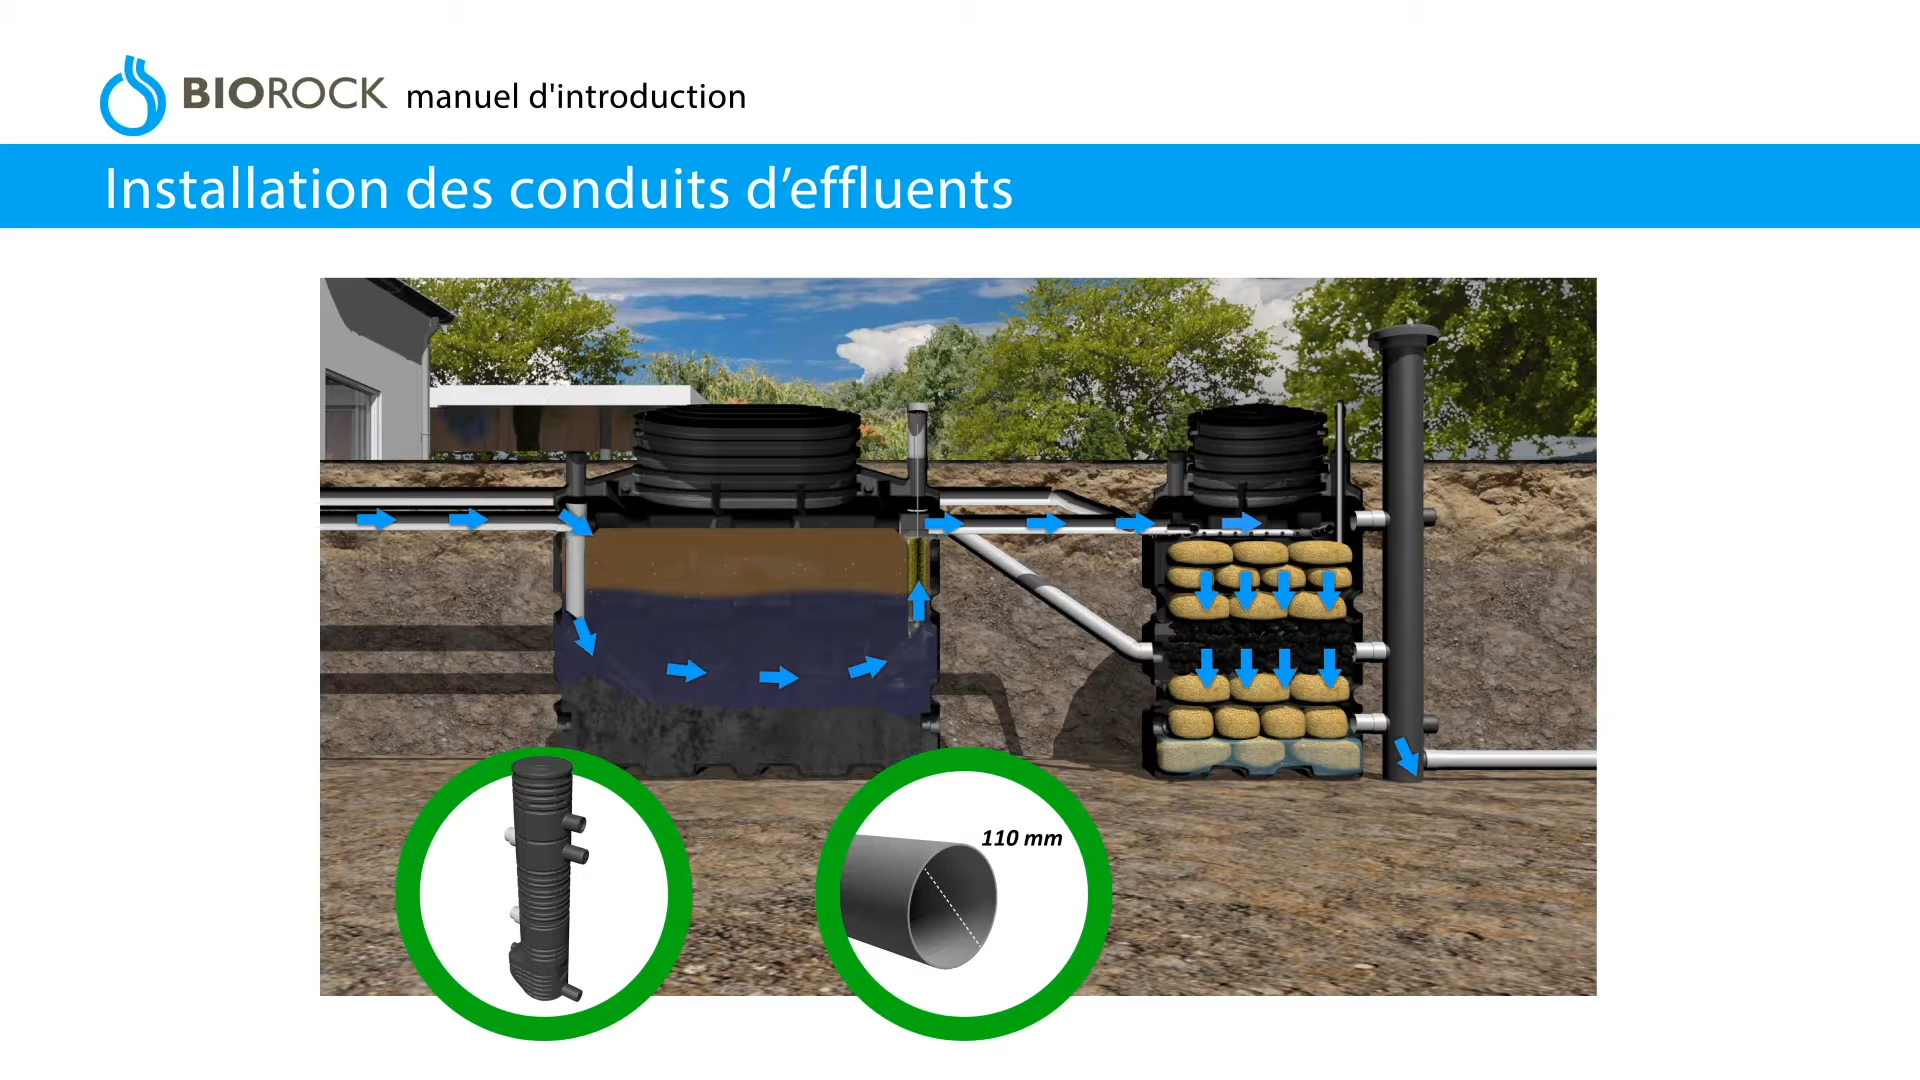 BIOROCK manuel d'introduction
Installation des conduits d’effluents
110 mm